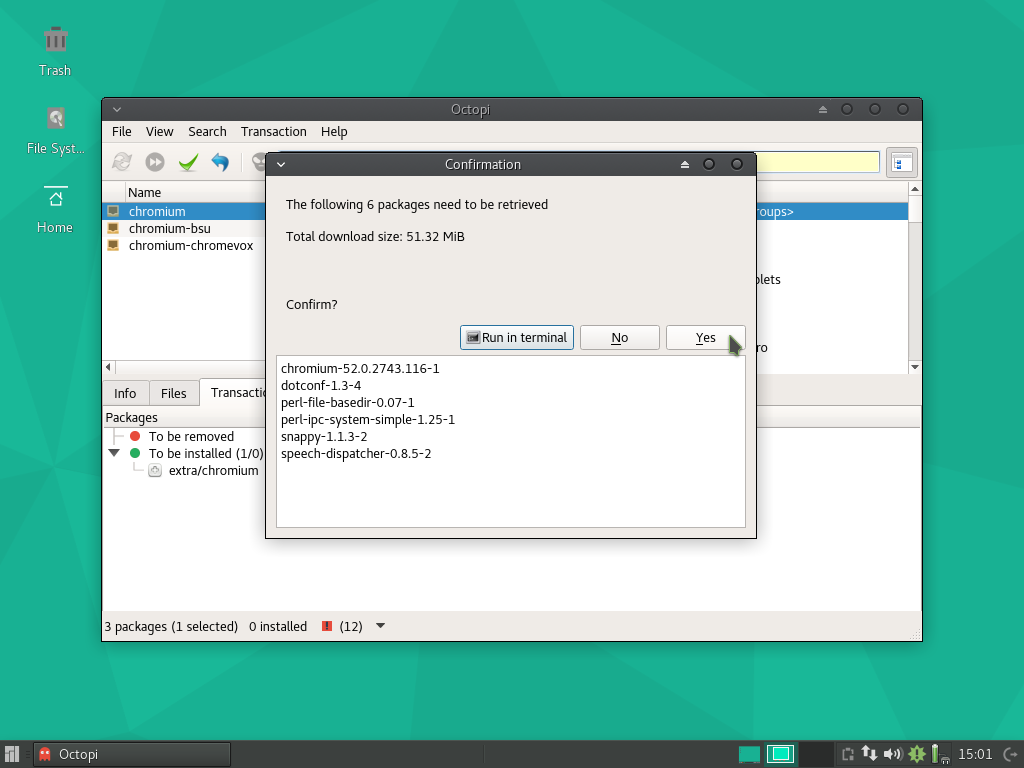 Trash
File Syst...
Home
Octopi
File View Search Transaction Help
Confirmation
Name
chromium
chromium-bsu
chromium-chromevox
The following 6 packages need to be retrieved
Total download size: 51.32 MiB
Confirm?
Run in terminal No Yes
chromium-52.0.2743.116-1
dotconf-1.3-4
perl-file-basedir-0.07-1
perl-ipc-system-simple-1.25-1
snappy-1.1.3-2
speech-dispatcher-0.8.5-2
Info Files
Packages
To be removed
To be installed (1/0)
extra/chromium
3 packages (1 selected) 0 installed (12)
Octopi
15:01